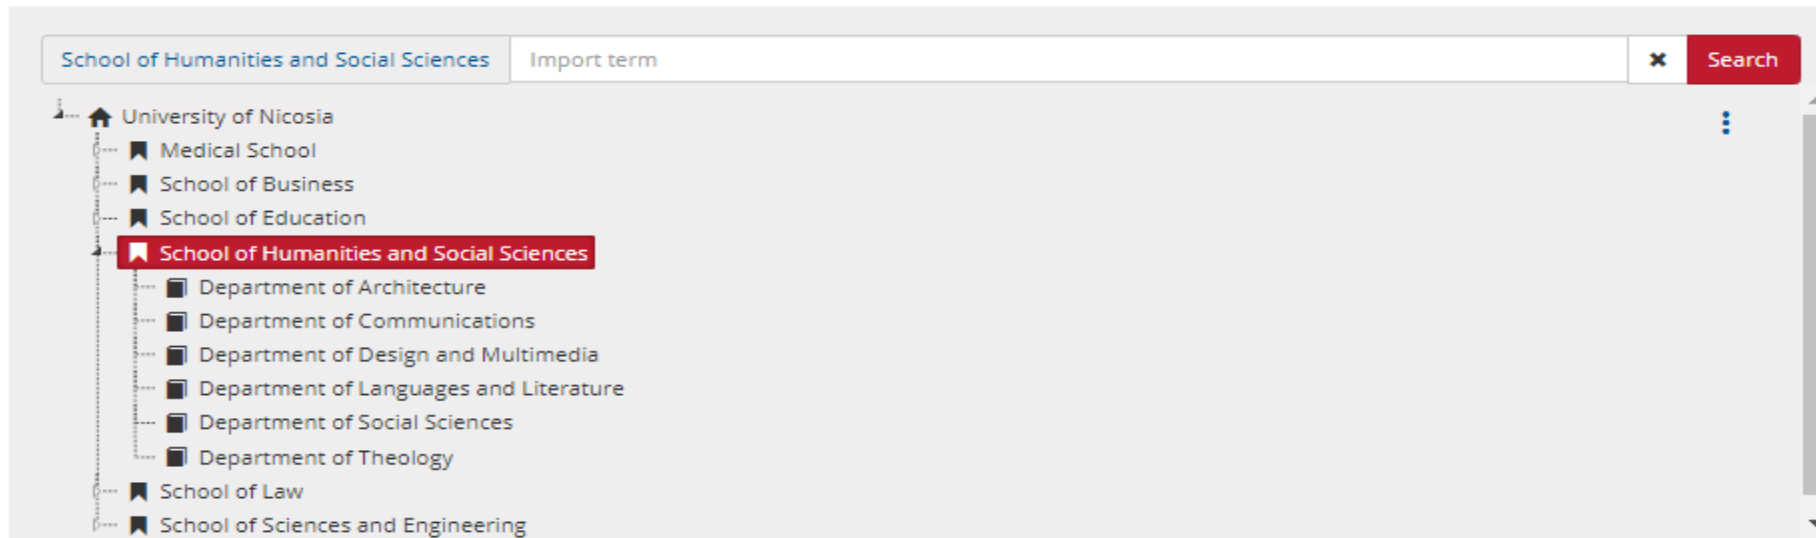 School of Humanities and Social Sciences Import term Search
University of Nicosia
Medical School
School of Business
School of Education
School of Humanities and Social Sciences
Department of Architecture
Department of Communications
Department of Design and Multimedia
Department of Languages and Literature
Department of Social Sciences
Department of Theology
School of Law
School of Sciences and Engineering